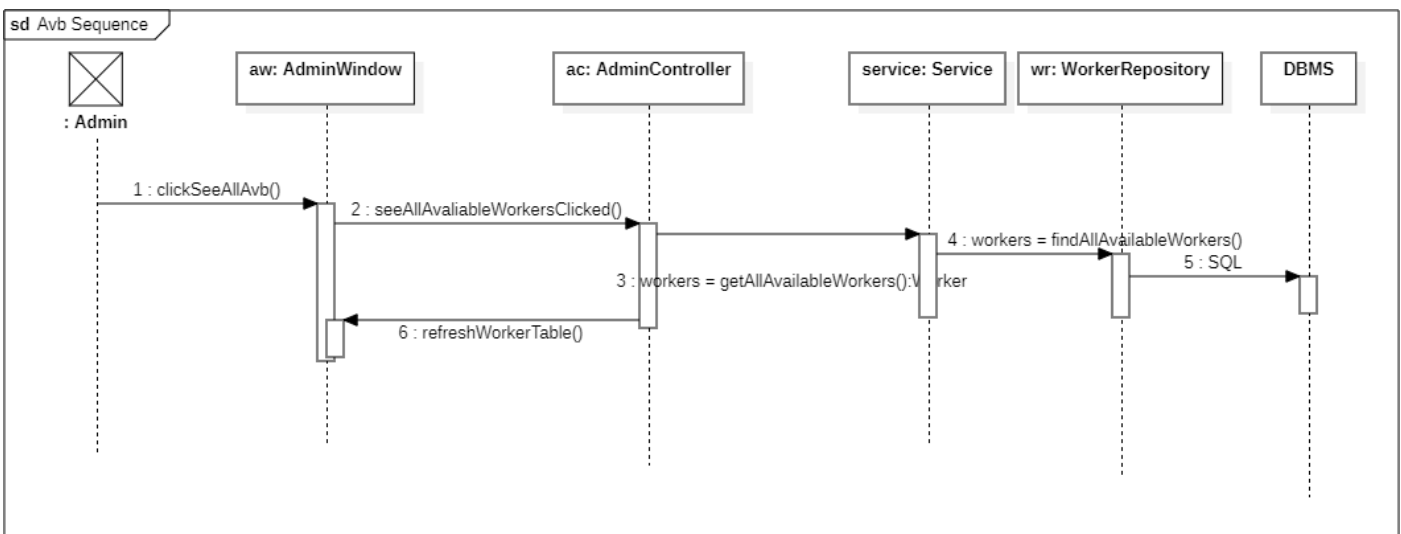 sd Avb Sequence
aw: AdminWindow
ac: AdminController
service: Service
wr: WorkerRepository
DBMS
: Admin
1 : clickSeeAllAvb()
2 : seeAllAvaliableWorkersClicked()
4 : workers = findAllAvailableWorkers()
5 : SQL
3 : workers = getAllAvailableWorkers():Worker
6 : refreshWorkerTable()